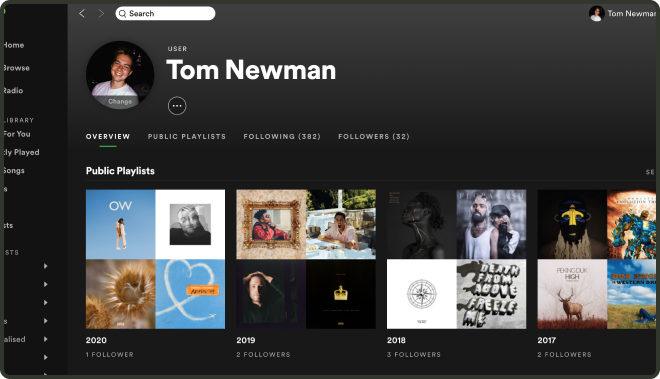 Search
Tom Newman
Home
Browse
Radio
LIBRARY
For You
tly Played
Songs
s
sts
ISTS
s
alised
USER
Tom Newman
Change
OVERVIEW
PUBLIC PLAYLISTS
FOLLOWING (382)
FOLLOWERS (32)
Public Playlists
SE
OW
DEATH
FROM
ABOVE
FREEZE
ME
PEKING DUK
HIGH
2020
1 FOLLOWER
2019
2 FOLLOWERS
2018
3 FOLLOWERS
2017
2 FOLLOWERS